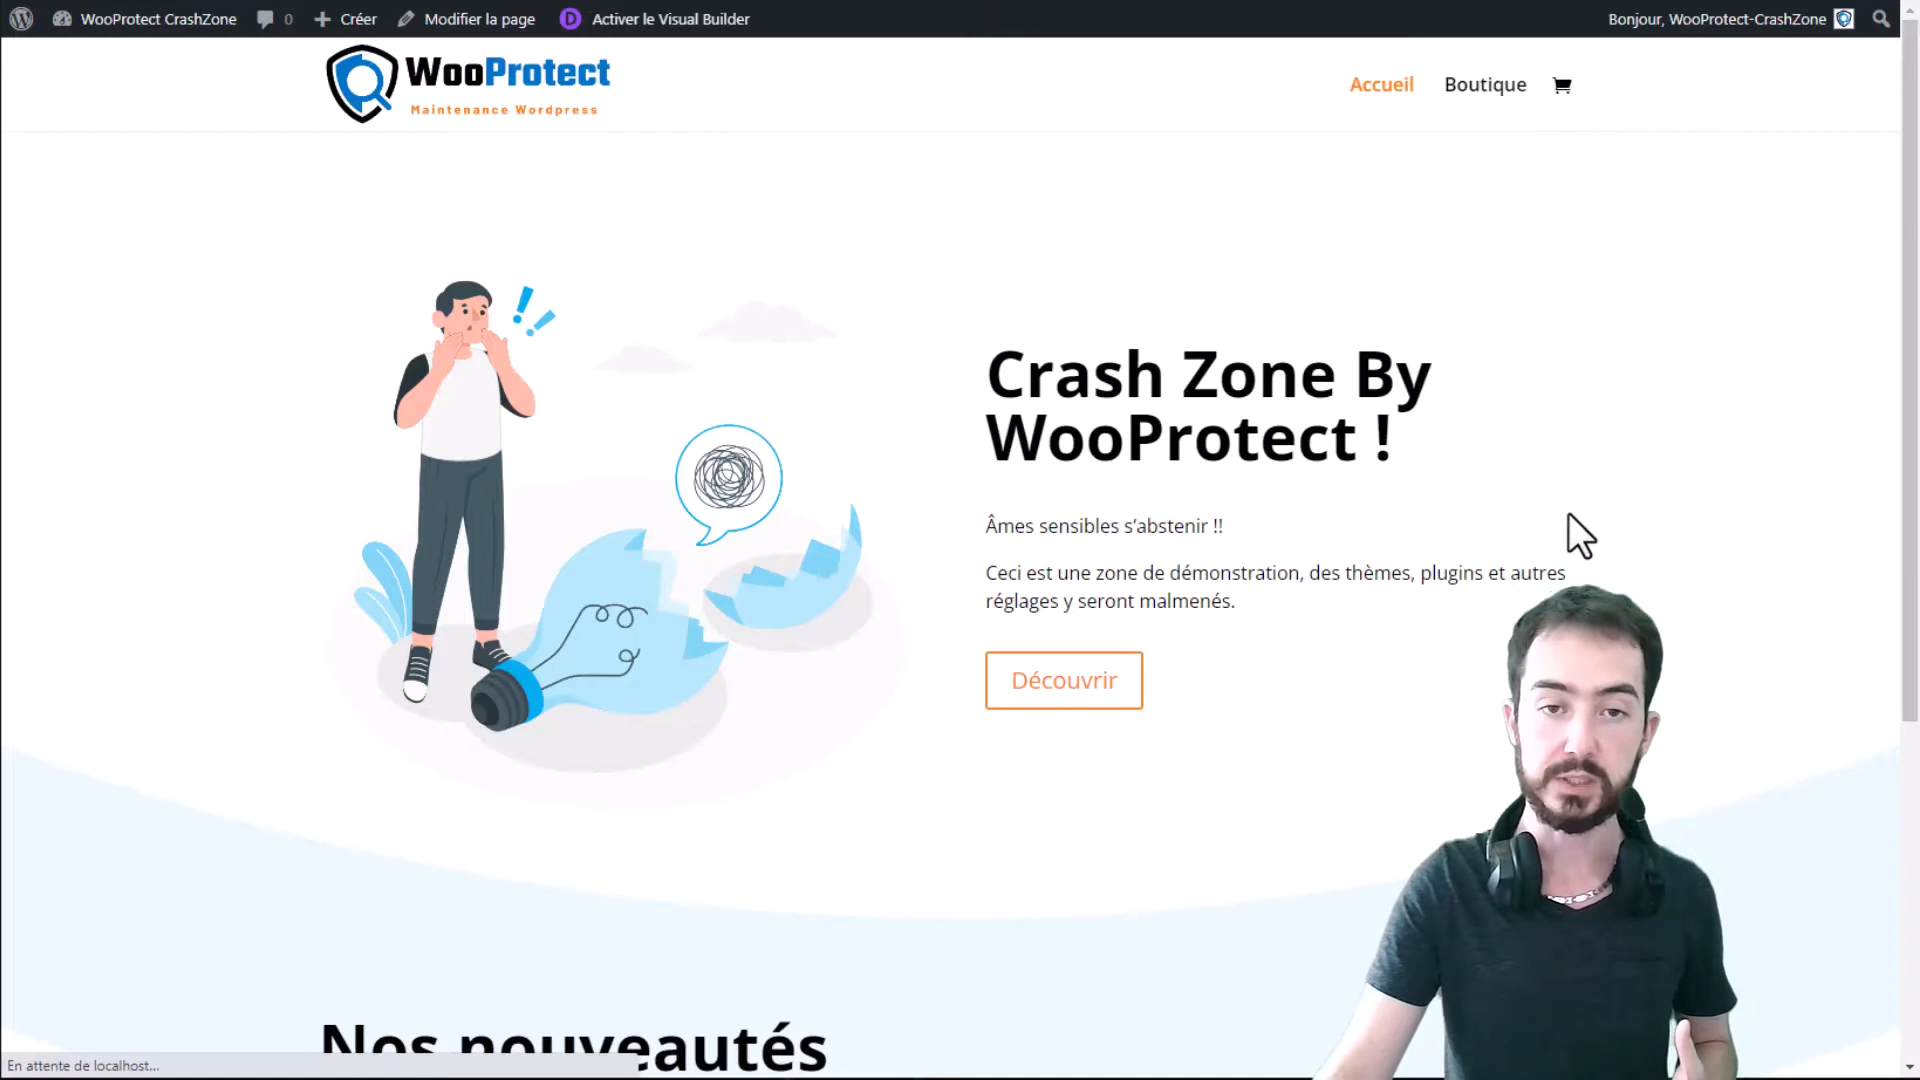 WooProtect CrashZone 0 Créer Modifier la page D Activer le Visual Builder Bonjour, WooProtect-CrashZone
WooProtect
Maintenance Wordpress
Accueil Boutique
Crash Zone By
WooProtect !
Âmes sensibles s'abstenir !!
Ceci est une zone de démonstration, des thèmes, plugins et autres
réglages y seront malmenés.
Découvrir
Nos nouveautés
En attente de localhost...